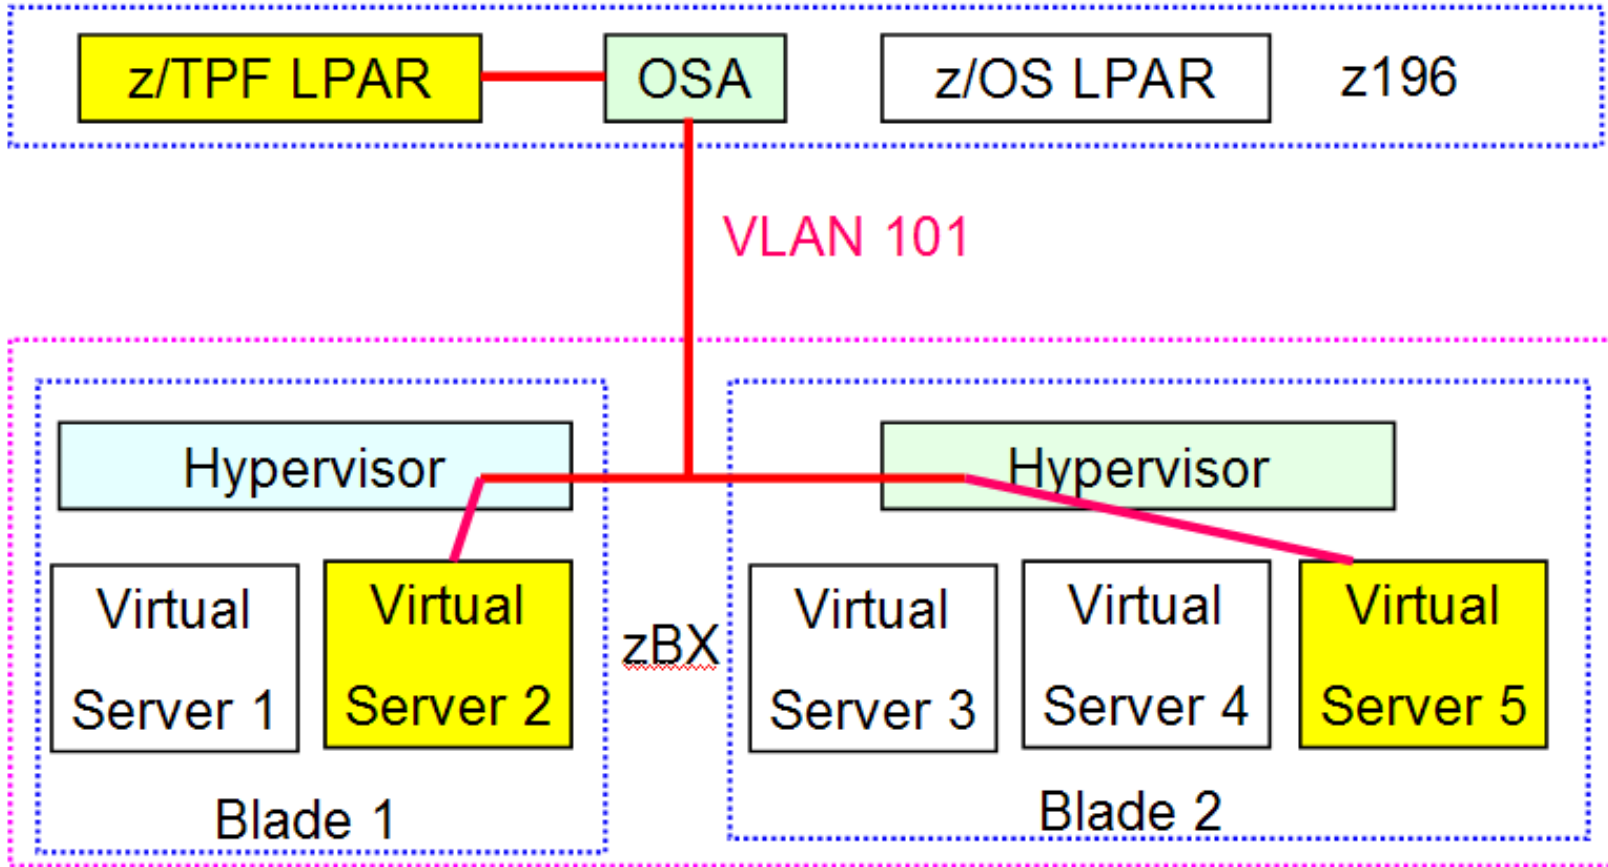 z/TPF LPAR
OSA
z/OS LPAR
z196
VLAN 101
Hypervisor
Hypervisor
Virtual
Server 1
Virtual
Server 2
zBX
Virtual
Server 3
Virtual
Server 4
Virtual
Server 5
Blade 1
Blade 2